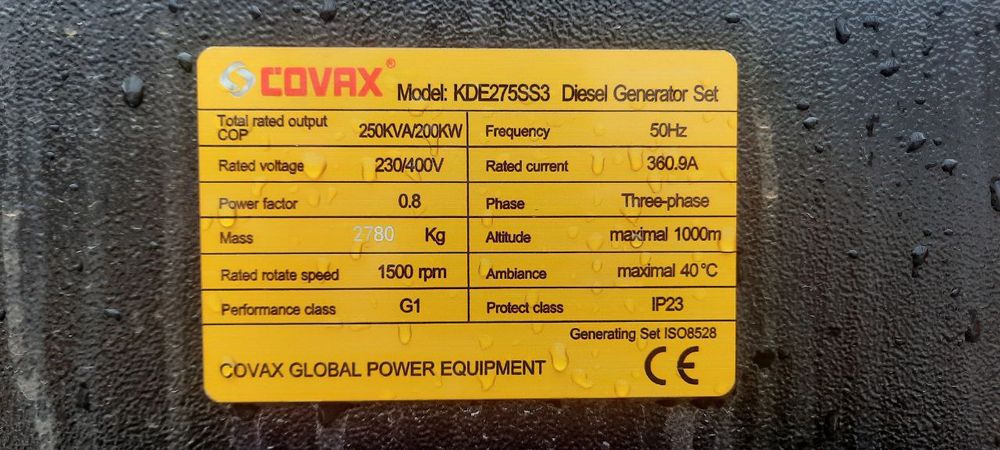 COVAX® Model: KDE275SS3 Diesel Generator Set
Total rated output COP 250KVA/200KW Frequency 50Hz
Rated voltage 230/400V Rated current 360.9A
Power factor 0.8 Phase Three-phase
Mass 2780 Kg Altitude maximal 1000m
Rated rotate speed 1500 rpm Ambiance maximal 40℃
Performance class G1 Protect class IP23
Generating Set ISO8528
COVAX GLOBAL POWER EQUIPMENT CE